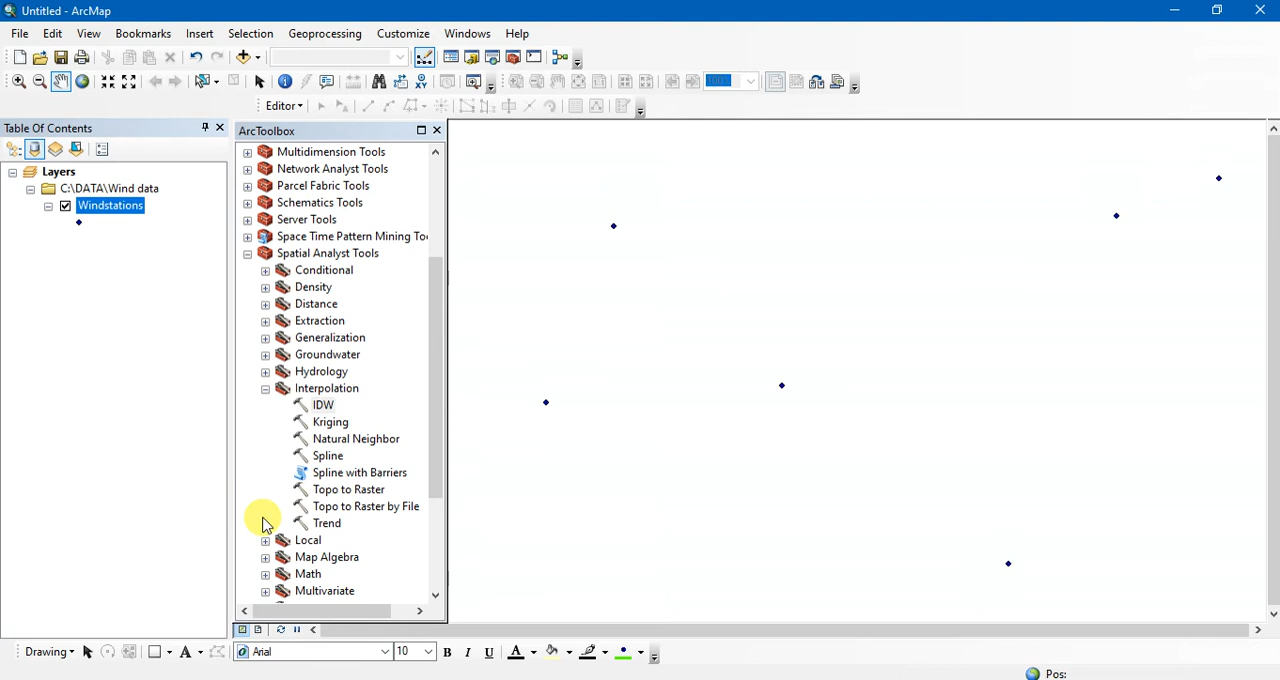 Untitled - ArcMap
File Edit View Bookmarks Insert Selection Geoprocessing Customize Windows Help
Editor
Table Of Contents
Layers
C:\DATA\Wind data
Windstations
ArcToolbox
Multidimension Tools
Network Analyst Tools
Parcel Fabric Tools
Schematics Tools
Server Tools
Space Time Pattern Mining To
Spatial Analyst Tools
Conditional
Density
Distance
Extraction
Generalization
Groundwater
Hydrology
Interpolation
IDW
Kriging
Natural Neighbor
Spline
Spline with Barriers
Topo to Raster
Topo to Raster by File
Trend
Local
Map Algebra
Math
Multivariate
Drawing A Arial 10 B I U A
Pos: